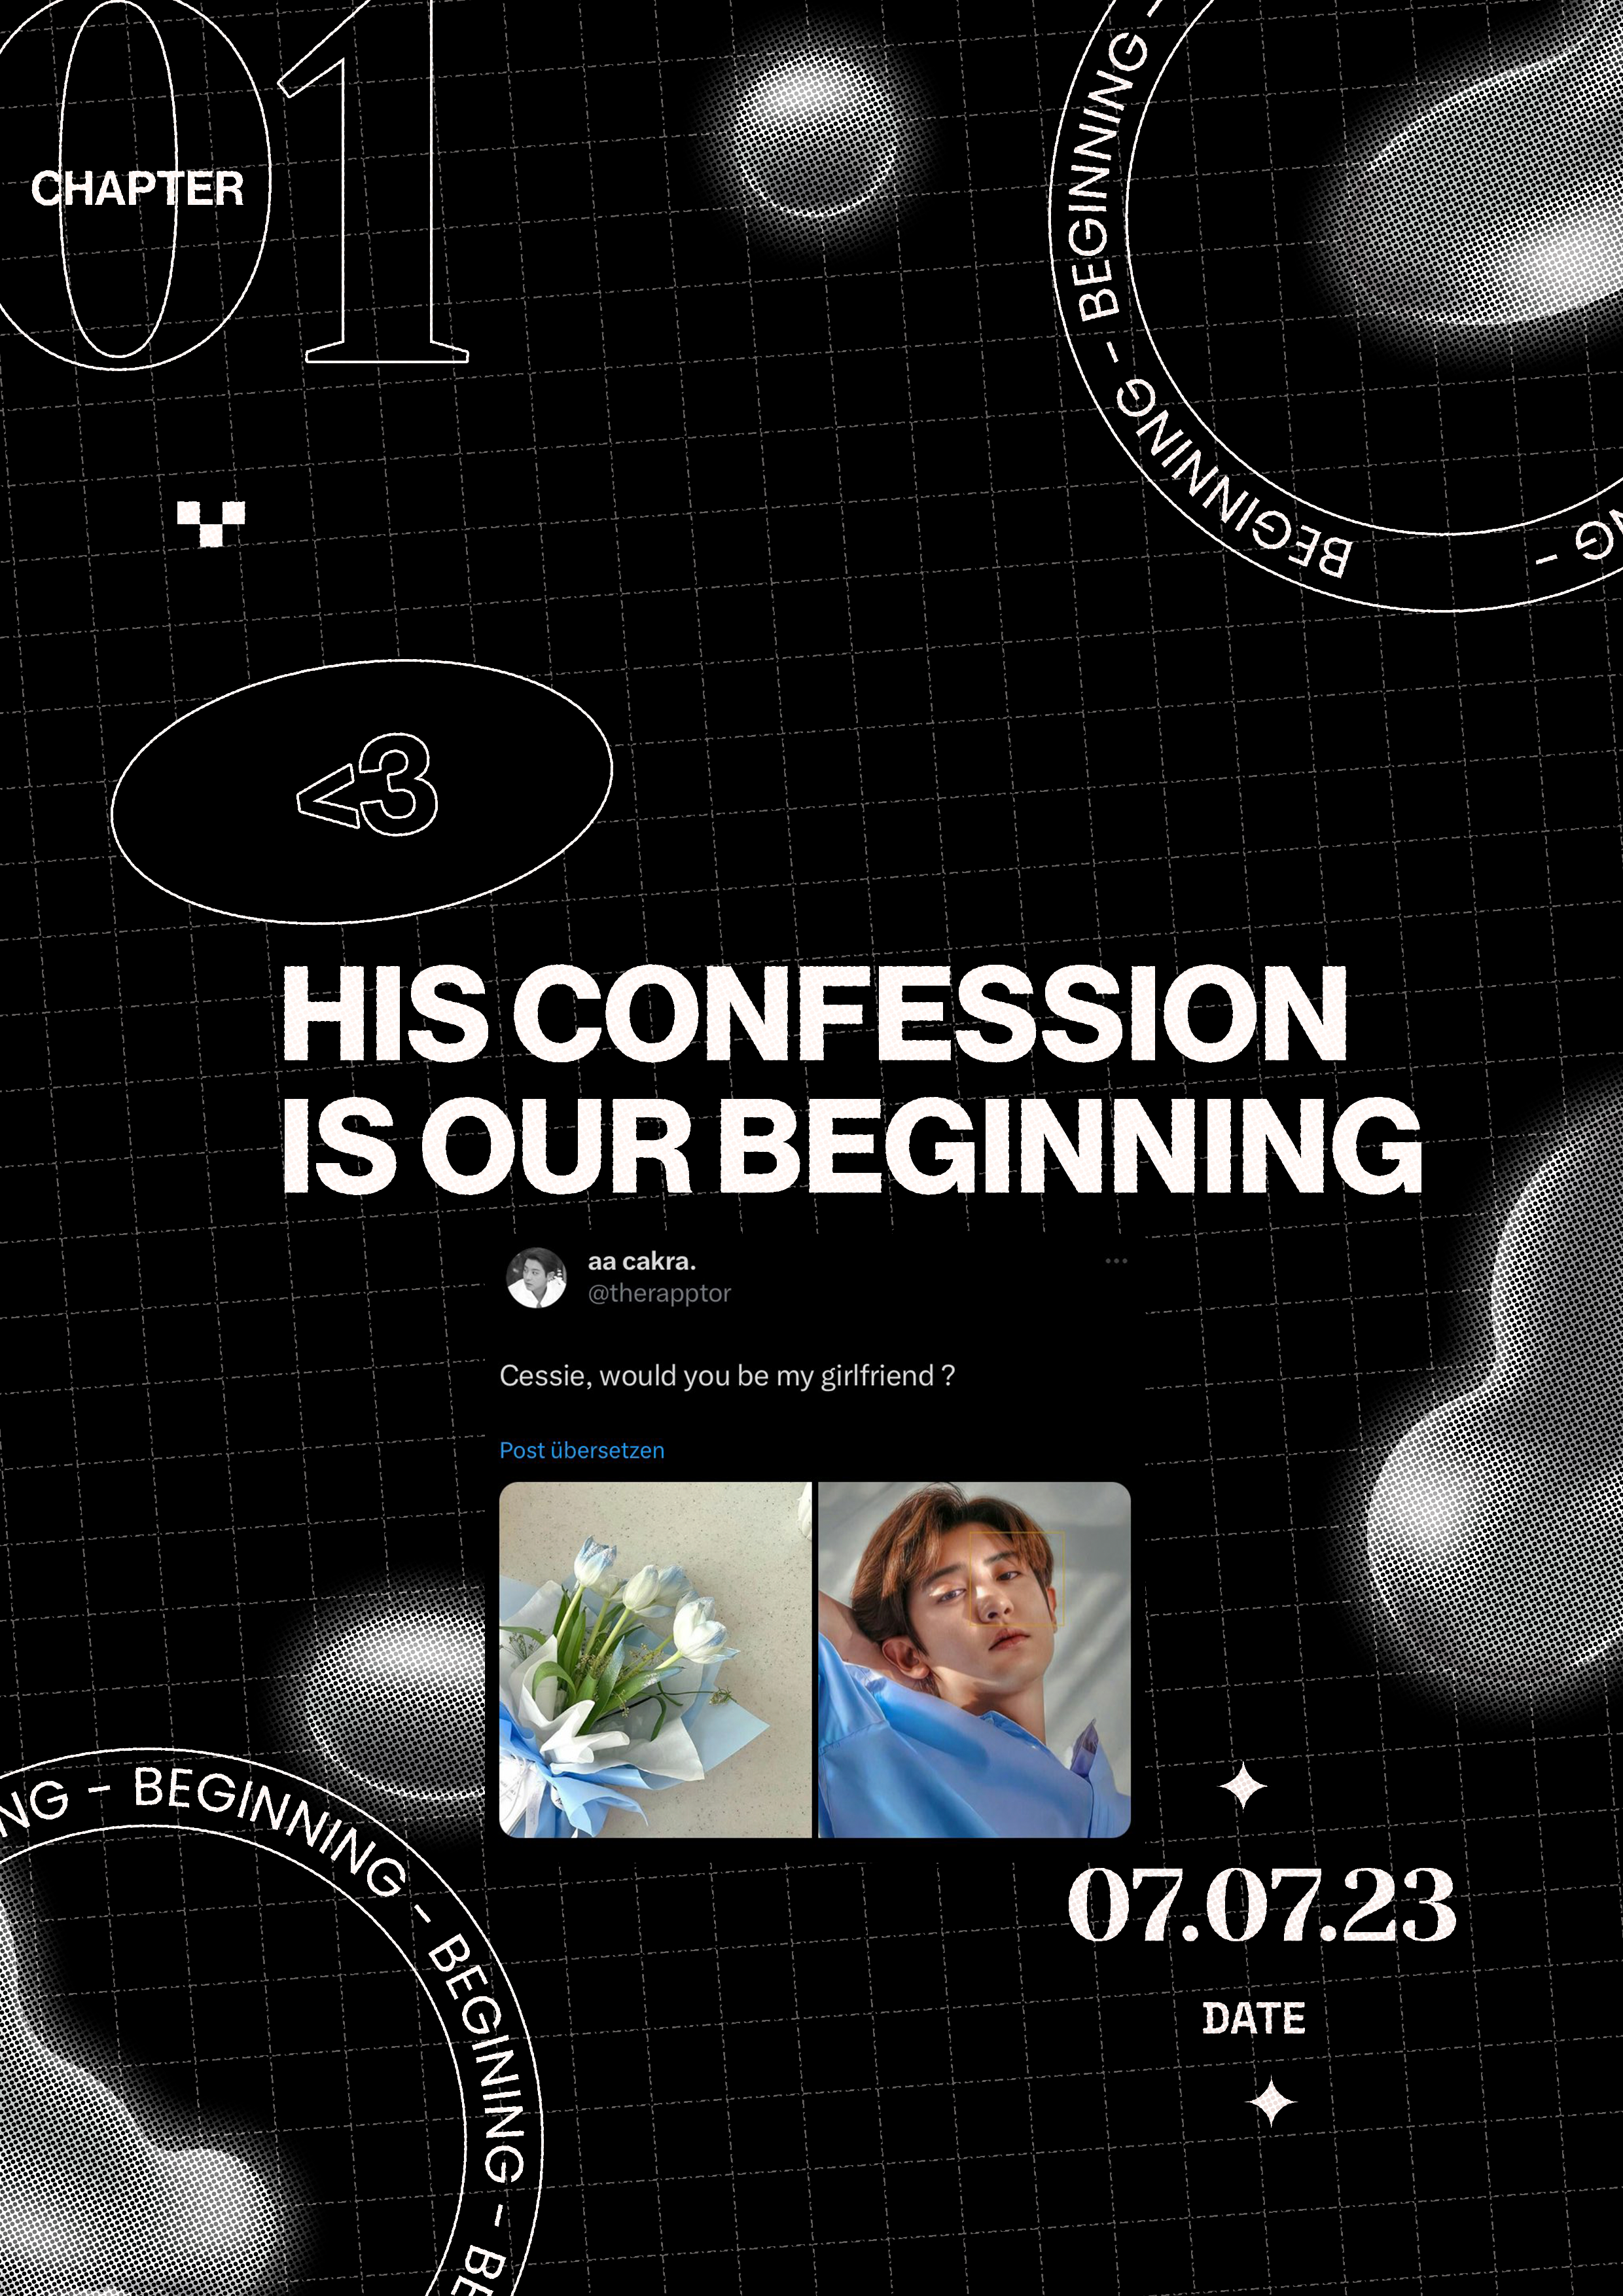 01
CHAPTER
BEGINNING - BEGINNING -
NG -
<3
HIS CONFESSION
IS OUR BEGINNING
aa cakra.
@therapptor
Cessie, would you be my girlfriend ?
Post übersetzen
NG - BEGINNING - BEGINNING - BE
07.07.23
DATE